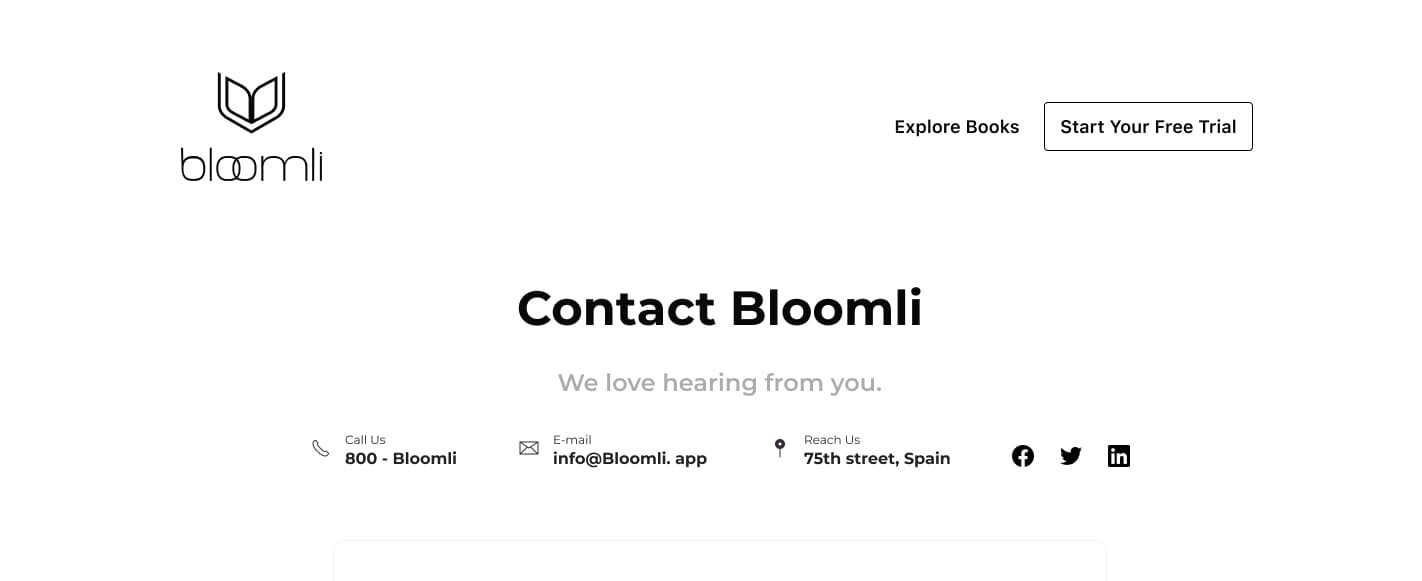 bloomli
Explore Books
Start Your Free Trial
Contact Bloomli
We love hearing from you.
Call Us
800 - Bloomli
E-mail
info@Bloomli. app
Reach Us
75th street, Spain
in